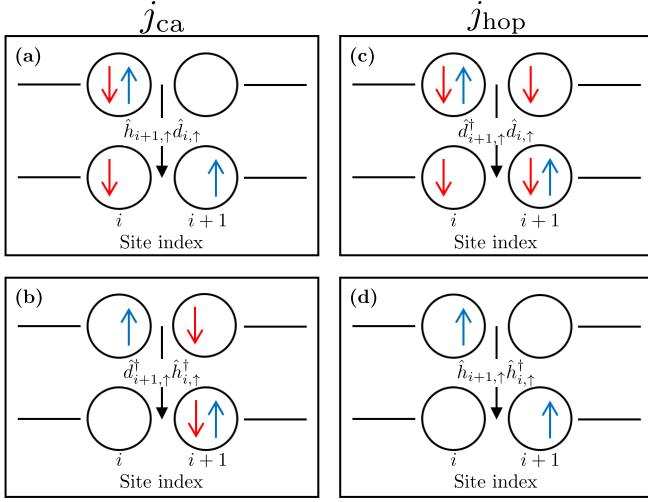 j_ca
j_hop
(a)
ĥ_{i+1,↑} d̂_{i,↑}
i
i + 1
Site index
(c)
d̂†_{i+1,↑} d̂_{i,↑}
i
i + 1
Site index
(b)
d̂†_{i+1,↑} ĥ†_{i,↑}
i
i + 1
Site index
(d)
ĥ_{i+1,↑} ĥ†_{i,↑}
i
i + 1
Site index